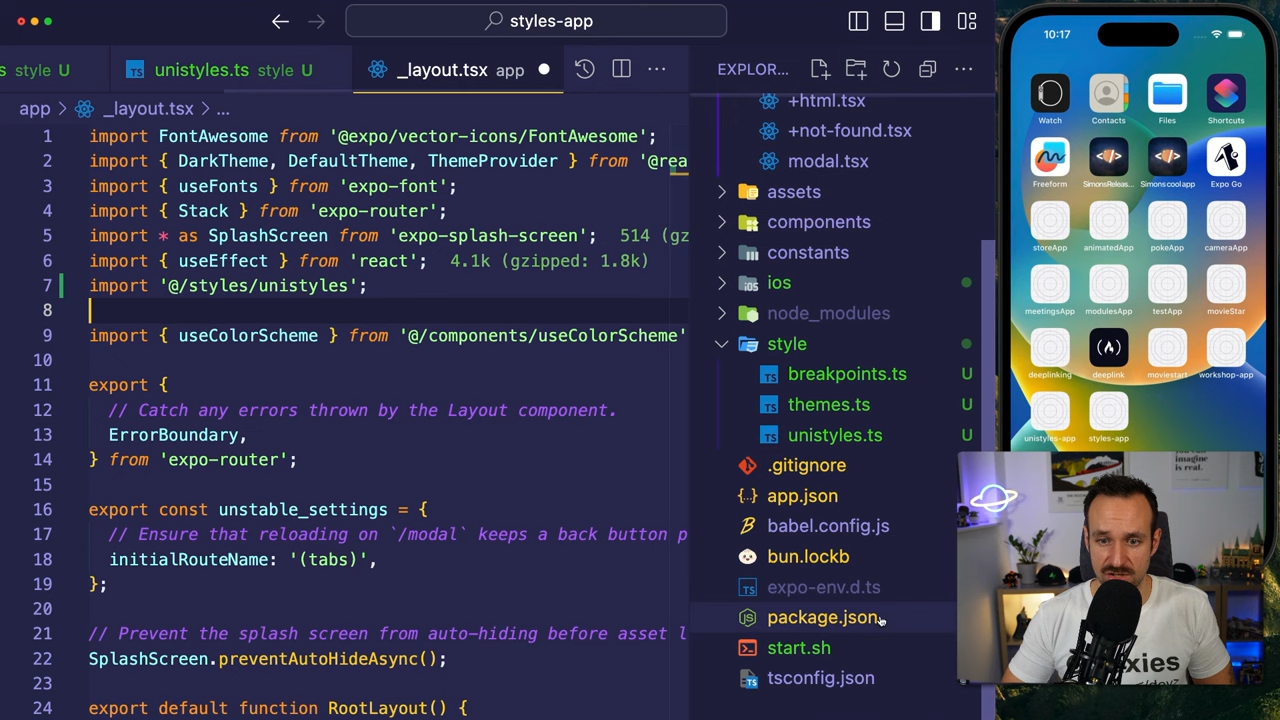 styles-app
s style U
unistyles.ts style U
_layout.tsx app
EXPLOR...
app > _layout.tsx > ...
1 import FontAwesome from '@expo/vector-icons/FontAwesome';
2 import { DarkTheme, DefaultTheme, ThemeProvider } from '@rea
3 import { useFonts } from 'expo-font';
4 import { Stack } from 'expo-router';
5 import * as SplashScreen from 'expo-splash-screen'; 514 (gz
6 import { useEffect } from 'react'; 4.1k (gzipped: 1.8k)
7 import '@/styles/unistyles';
8
9 import { useColorScheme } from '@/components/useColorScheme'
10
11 export {
12 // Catch any errors thrown by the Layout component.
13 ErrorBoundary,
14 } from 'expo-router';
15
16 export const unstable_settings = {
17 // Ensure that reloading on `/modal` keeps a back button p
18 initialRouteName: '(tabs)',
19 };
20
21 // Prevent the splash screen from auto-hiding before asset l
22 SplashScreen.preventAutoHideAsync();
23
24 export default function RootLayout() {
+html.tsx
+not-found.tsx
modal.tsx
assets
components
constants
ios
node_modules
style
breakpoints.ts U
themes.ts U
unistyles.ts U
.gitignore
app.json
babel.config.js
bun.lockb
expo-env.d.ts
package.json
start.sh
tsconfig.json
10:17
Watch Contacts Files Shortcuts
Freeform SimonsReleas... Simons cool app Expo Go
storeApp animatedApp pokeApp cameraApp
meetingsApp modulesApp testApp movieStar
deeplinking deeplink moviestart workshop-app
unistyles-app styles-app